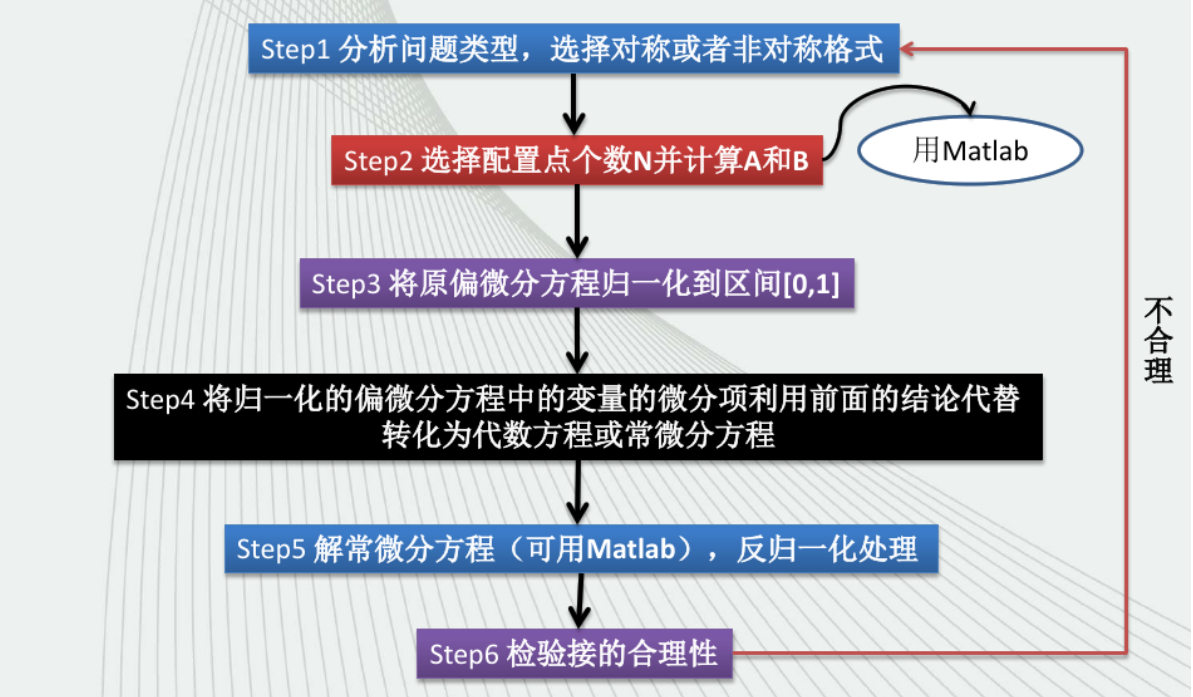 Step1 分析问题类型，选择对称或者非对称格式
Step2 选择配置点个数N并计算A和B
用Matlab
Step3 将原偏微分方程归一化到区间[0,1]
不合理
Step4 将归一化的偏微分方程中的变量的微分项利用前面的结论代替
转化为代数方程或常微分方程
Step5 解常微分方程（可用Matlab），反归一化处理
Step6 检验接的合理性